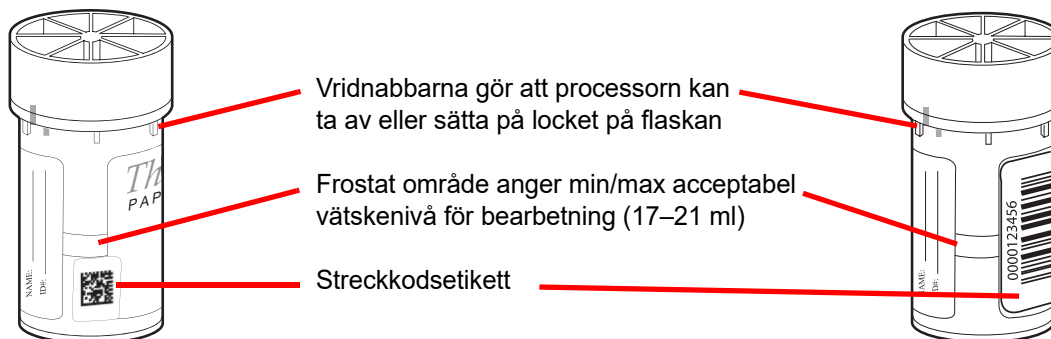 Vridnabbarna gör att processorn kan
ta av eller sätta på locket på flaskan
Frostat område anger min/max acceptabel
vätskenivå för bearbetning (17–21 ml)
Streckkodsetikett
Th
PAP
NAME:
ID#:
NAME:
ID#:
0000123456